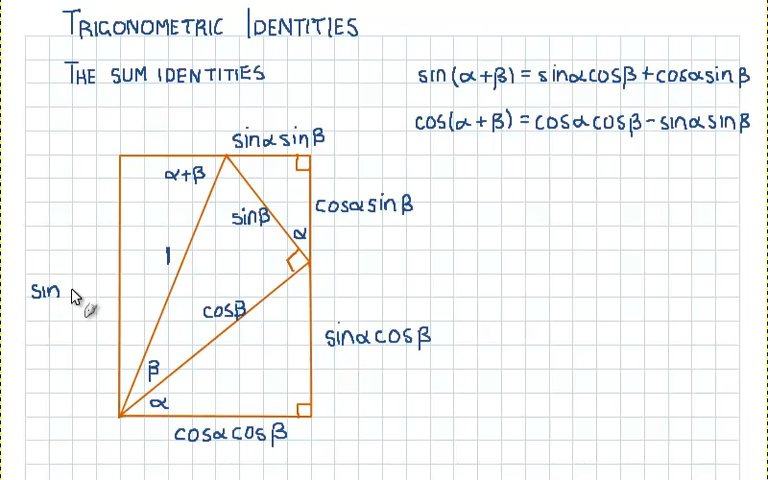 TRIGONOMETRIC IDENTITIES
THE SUM IDENTITIES
sin(α+β) = sinαcosβ+cosαsinβ
cos(α+β) = cosαcosβ-sinαsinβ
sinαsinβ
α+β
sinβ
cosαsinβ
α
1
sin
cosβ
sinαcosβ
β
α
cosαcosβ